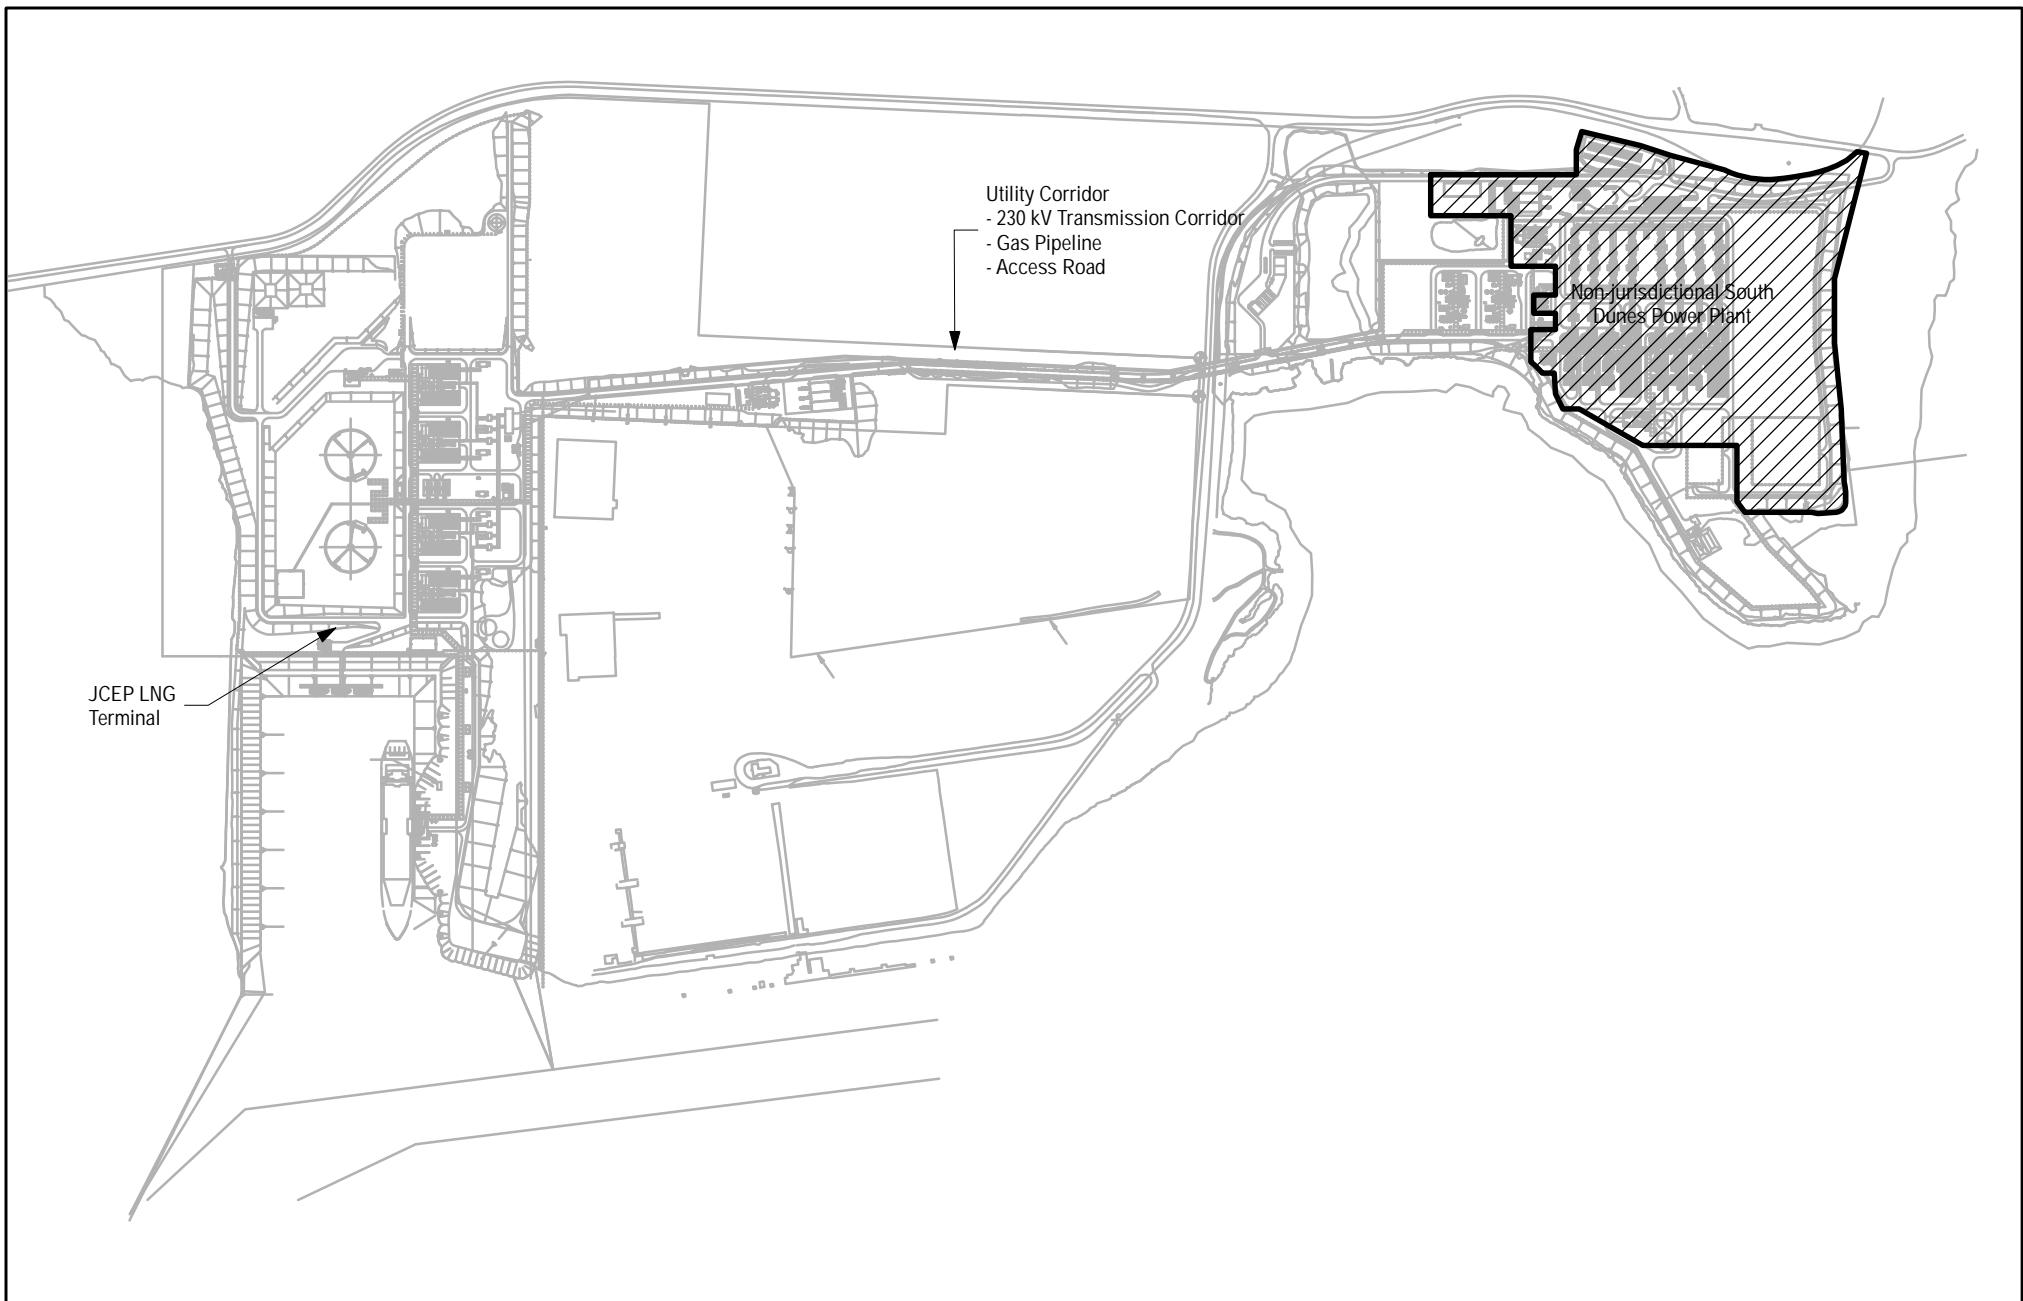 Utility Corridor
- 230 kV Transmission Corridor
- Gas Pipeline
- Access Road
Non-jurisdictional South
Dunes Power Plant
JCEP LNG
Terminal